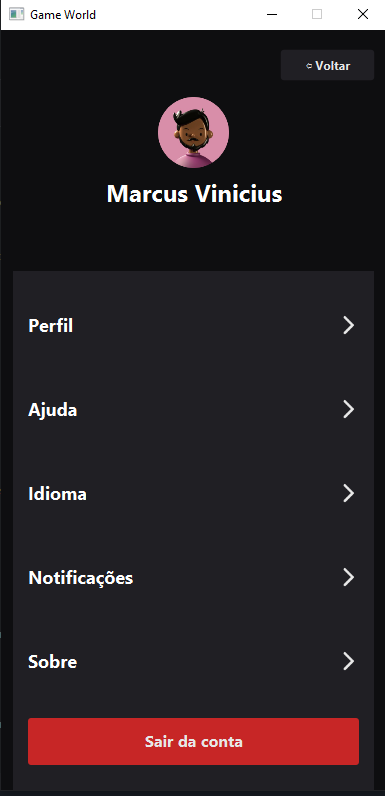 Game World
Voltar
Marcus Vinicius
Perfil
Ajuda
Idioma
Notificações
Sobre
Sair da conta